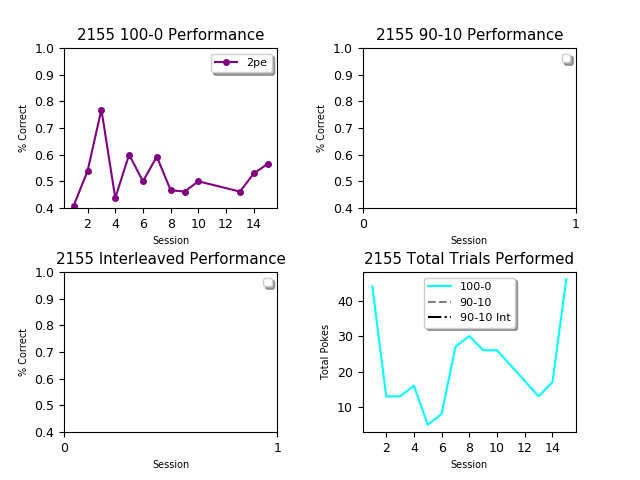 2155 100-0 Performance
1.0
0.9
0.8
0.7
0.6
0.5
0.4
% Correct
2pe
2 4 6 8 10 12 14
Session
2155 90-10 Performance
1.0
0.9
0.8
0.7
0.6
0.5
0.4
% Correct
0 1
Session
2155 Interleaved Performance
1.0
0.9
0.8
0.7
0.6
0.5
0.4
% Correct
0 1
Session
2155 Total Trials Performed
40
30
20
10
Total Pokes
100-0
90-10
90-10 Int
2 4 6 8 10 12 14
Session